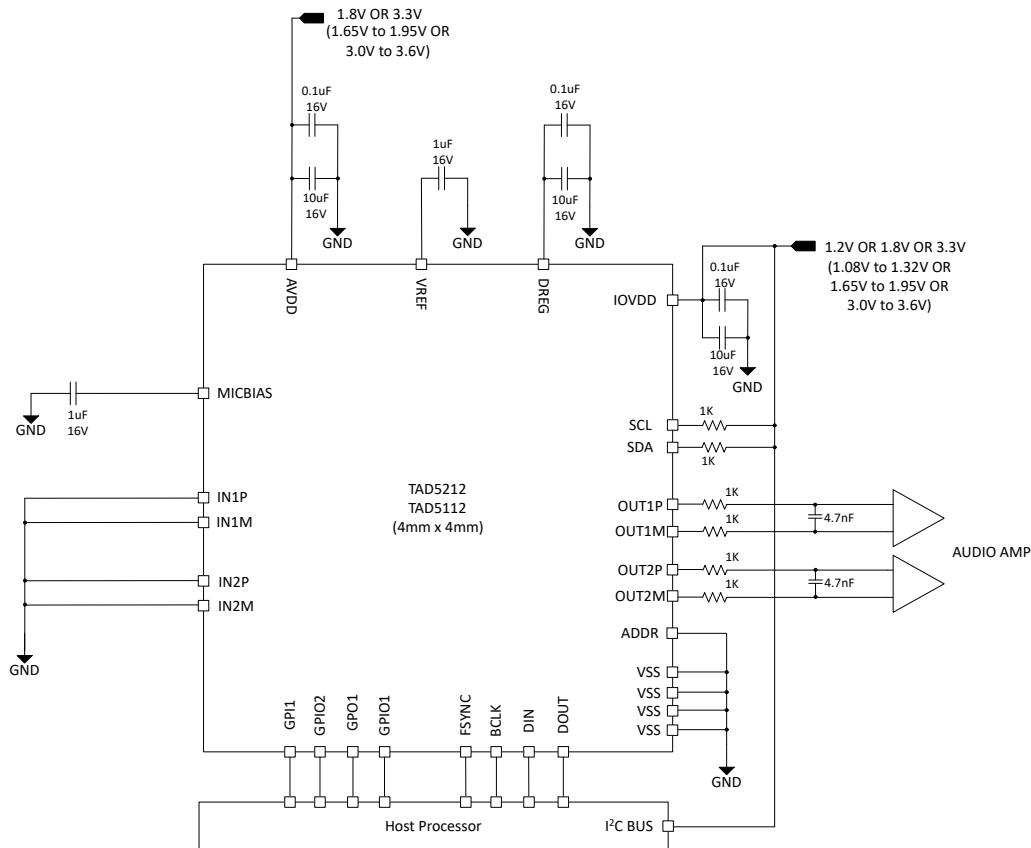 1.8V OR 3.3V
(1.65V to 1.95V OR
3.0V to 3.6V)
0.1uF
16V
10uF
16V
GND
1uF
16V
GND
0.1uF
16V
10uF
16V
GND
1.2V OR 1.8V OR 3.3V
(1.08V to 1.32V OR
1.65V to 1.95V OR
3.0V to 3.6V)
0.1uF
16V
10uF
16V
GND
AVDD
VREF
DREG
IOVDD
MICBIAS
1uF
16V
GND
SCL
1K
SDA
1K
IN1P
IN1M
IN2P
IN2M
GND
TAD5212
TAD5112
(4mm x 4mm)
OUT1P
1K
OUT1M
1K
4.7nF
OUT2P
1K
OUT2M
1K
4.7nF
AUDIO AMP
ADDR
VSS
VSS
VSS
VSS
GND
GPI1
GPIO2
GPO1
GPIO1
FSYNC
BCLK
DIN
DOUT
Host Processor
I²C BUS